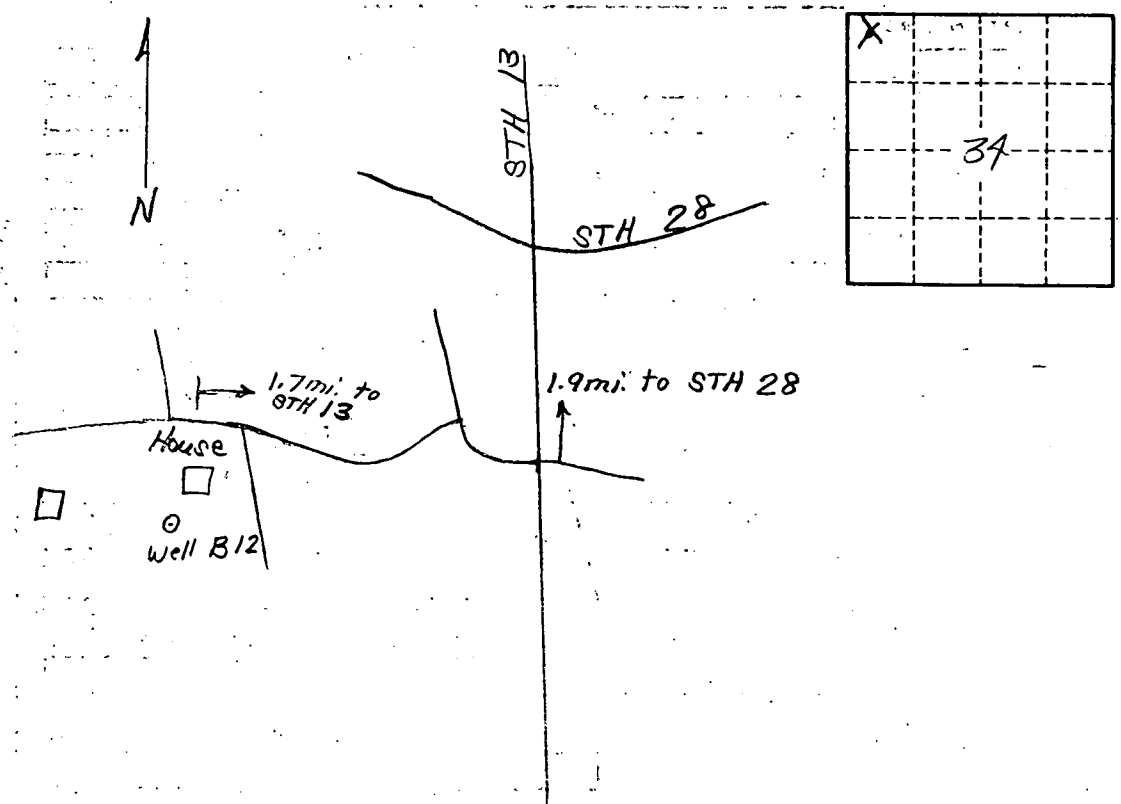 N
STH 13
STH 28
X
34
1.7mi. to
STH 13
1.9mi. to STH 28
House
Well B12